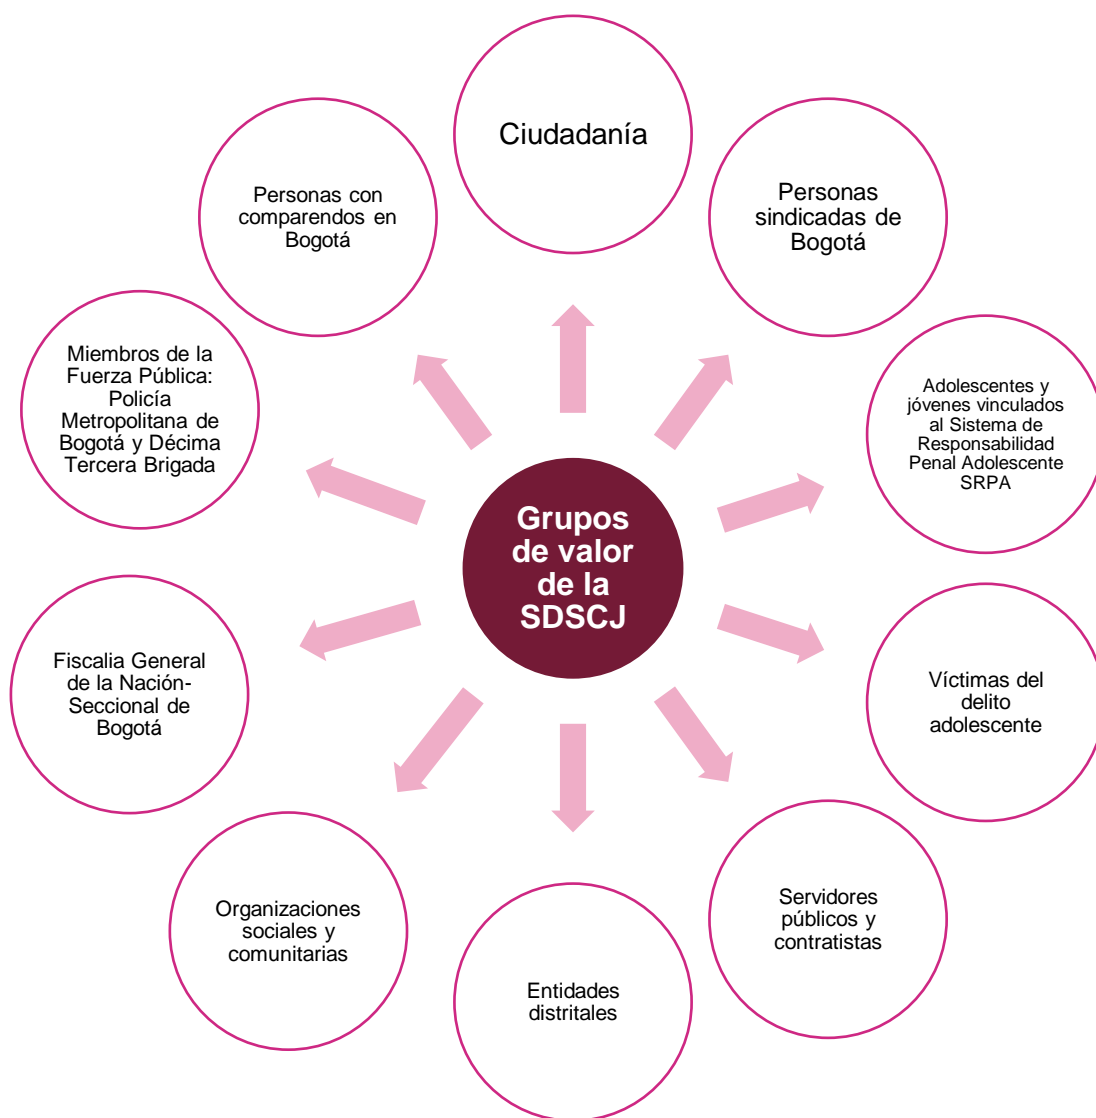 Ciudadanía
Personas
sindicadas de
Bogotá
Adolescentes y
jóvenes vinculados
al Sistema de
Responsabilidad
Penal Adolescente
SRPA
Víctimas del
delito
adolescente
Servidores
públicos y
contratistas
Entidades
distritales
Organizaciones
sociales y
comunitarias
Fiscalia General
de la Nación-
Seccional de
Bogotá
Miembros de la
Fuerza Pública:
Policía
Metropolitana de
Bogotá y Décima
Tercera Brigada
Personas con
comparendos en
Bogotá
Grupos
de valor
de la
SDSCJ